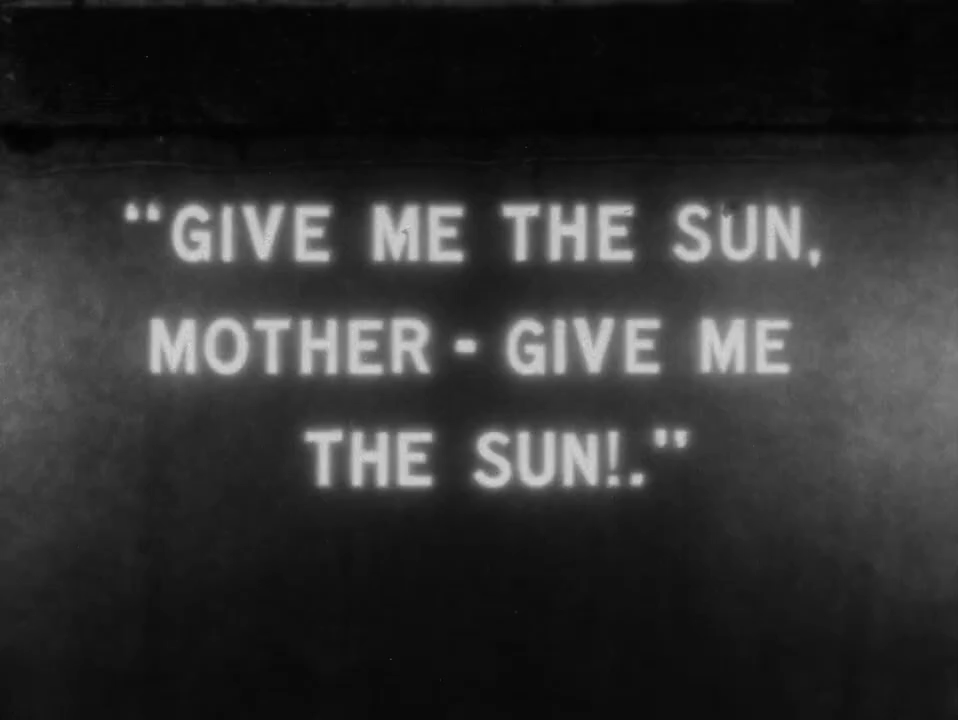 “GIVE ME THE SUN,
MOTHER - GIVE ME
THE SUN!.”